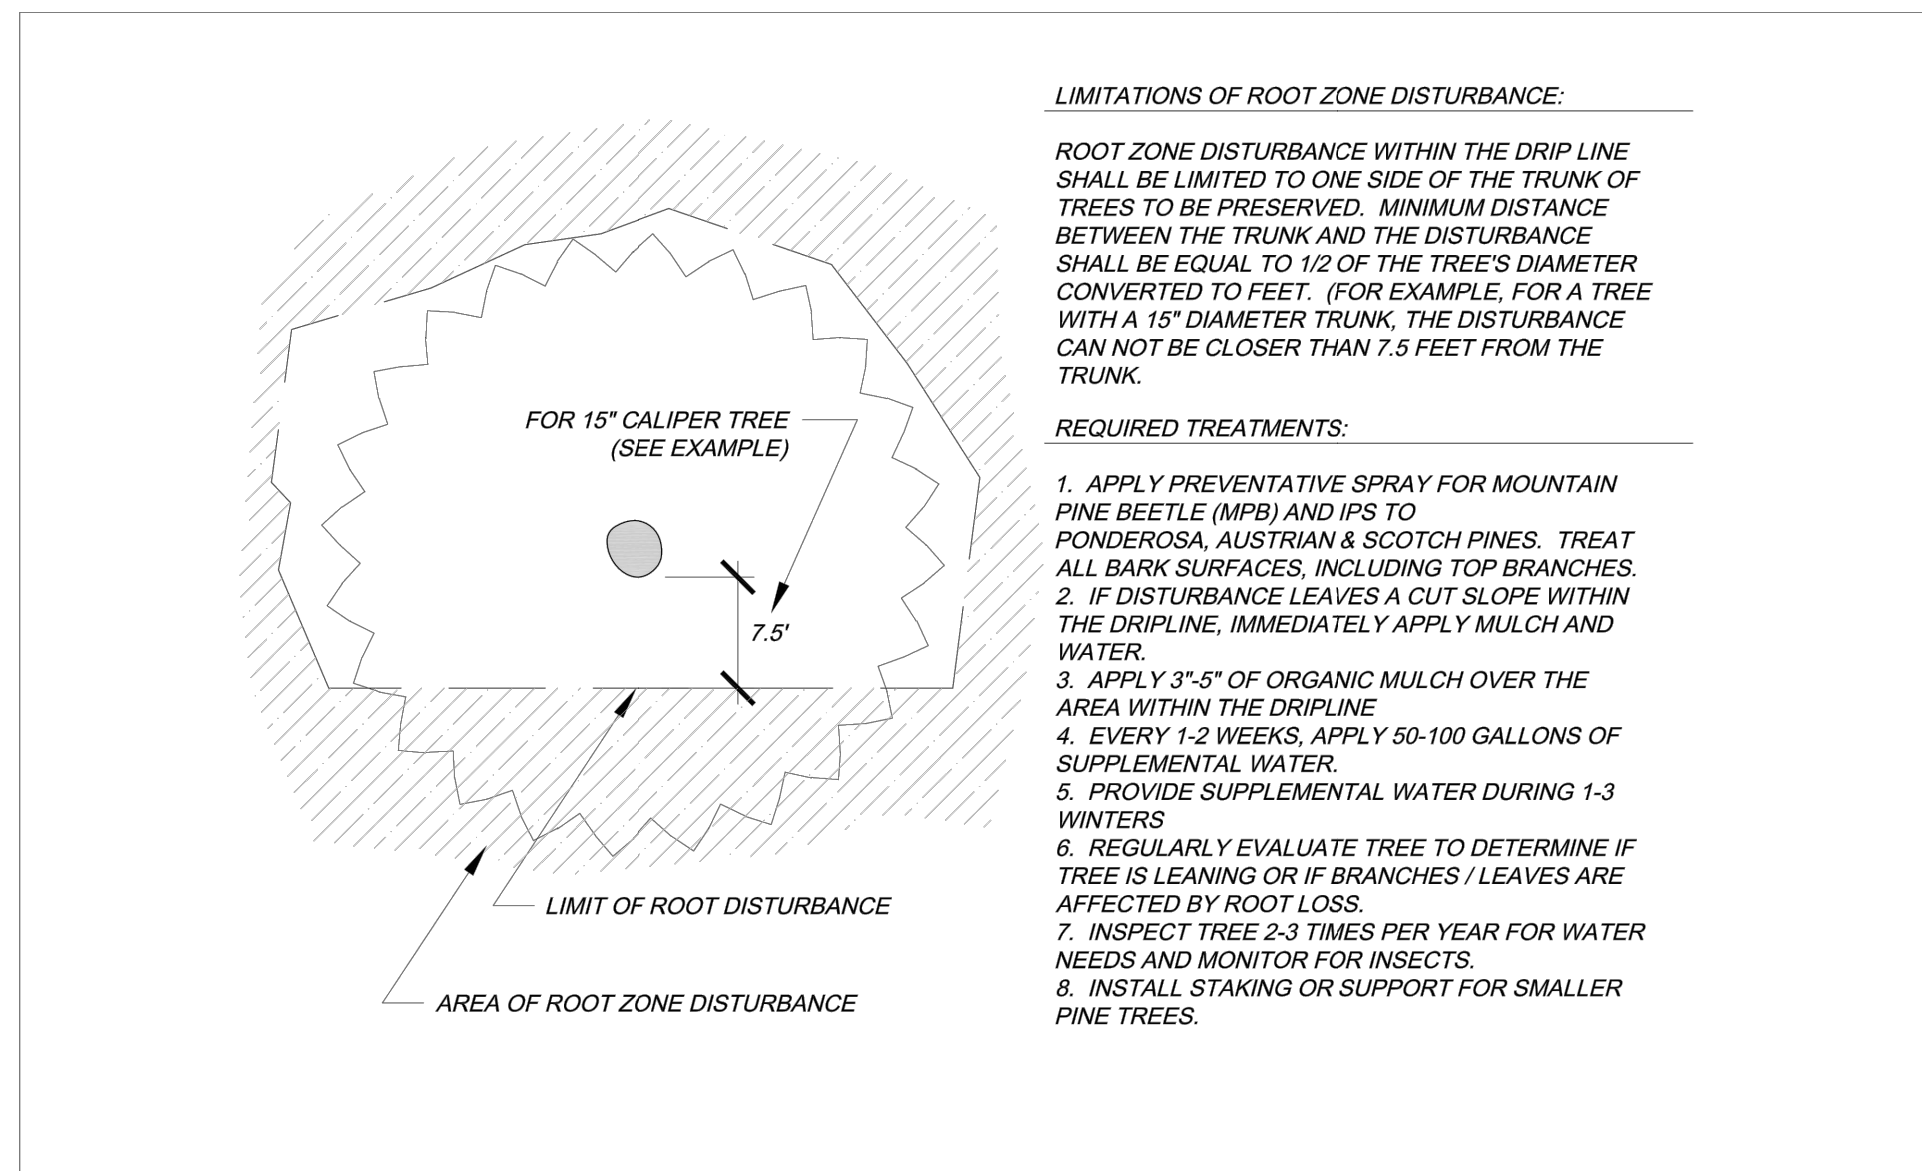 LIMITATIONS OF ROOT ZONE DISTURBANCE:
ROOT ZONE DISTURBANCE WITHIN THE DRIP LINE
SHALL BE LIMITED TO ONE SIDE OF THE TRUNK OF
TREES TO BE PRESERVED. MINIMUM DISTANCE
BETWEEN THE TRUNK AND THE DISTURBANCE
SHALL BE EQUAL TO 1/2 OF THE TREE'S DIAMETER
CONVERTED TO FEET. (FOR EXAMPLE, FOR A TREE
WITH A 15" DIAMETER TRUNK, THE DISTURBANCE
CAN NOT BE CLOSER THAN 7.5 FEET FROM THE
TRUNK.
REQUIRED TREATMENTS:
1. APPLY PREVENTATIVE SPRAY FOR MOUNTAIN
PINE BEETLE (MPB) AND IPS TO
PONDEROSA, AUSTRIAN & SCOTCH PINES. TREAT
ALL BARK SURFACES, INCLUDING TOP BRANCHES.
2. IF DISTURBANCE LEAVES A CUT SLOPE WITHIN
THE DRIPLINE, IMMEDIATELY APPLY MULCH AND
WATER.
3. APPLY 3"-5" OF ORGANIC MULCH OVER THE
AREA WITHIN THE DRIPLINE
4. EVERY 1-2 WEEKS, APPLY 50-100 GALLONS OF
SUPPLEMENTAL WATER.
5. PROVIDE SUPPLEMENTAL WATER DURING 1-3
WINTERS
6. REGULARLY EVALUATE TREE TO DETERMINE IF
TREE IS LEANING OR IF BRANCHES / LEAVES ARE
AFFECTED BY ROOT LOSS.
7. INSPECT TREE 2-3 TIMES PER YEAR FOR WATER
NEEDS AND MONITOR FOR INSECTS.
8. INSTALL STAKING OR SUPPORT FOR SMALLER
PINE TREES.
FOR 15" CALIPER TREE
(SEE EXAMPLE)
7.5'
LIMIT OF ROOT DISTURBANCE
AREA OF ROOT ZONE DISTURBANCE